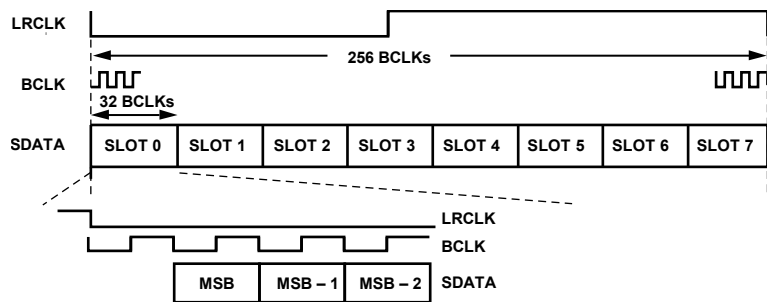 LRCLK
256 BCLKs
BCLK
32 BCLKs
SDATA SLOT 0 SLOT 1 SLOT 2 SLOT 3 SLOT 4 SLOT 5 SLOT 6 SLOT 7
LRCLK
BCLK
MSB MSB – 1 MSB – 2 SDATA